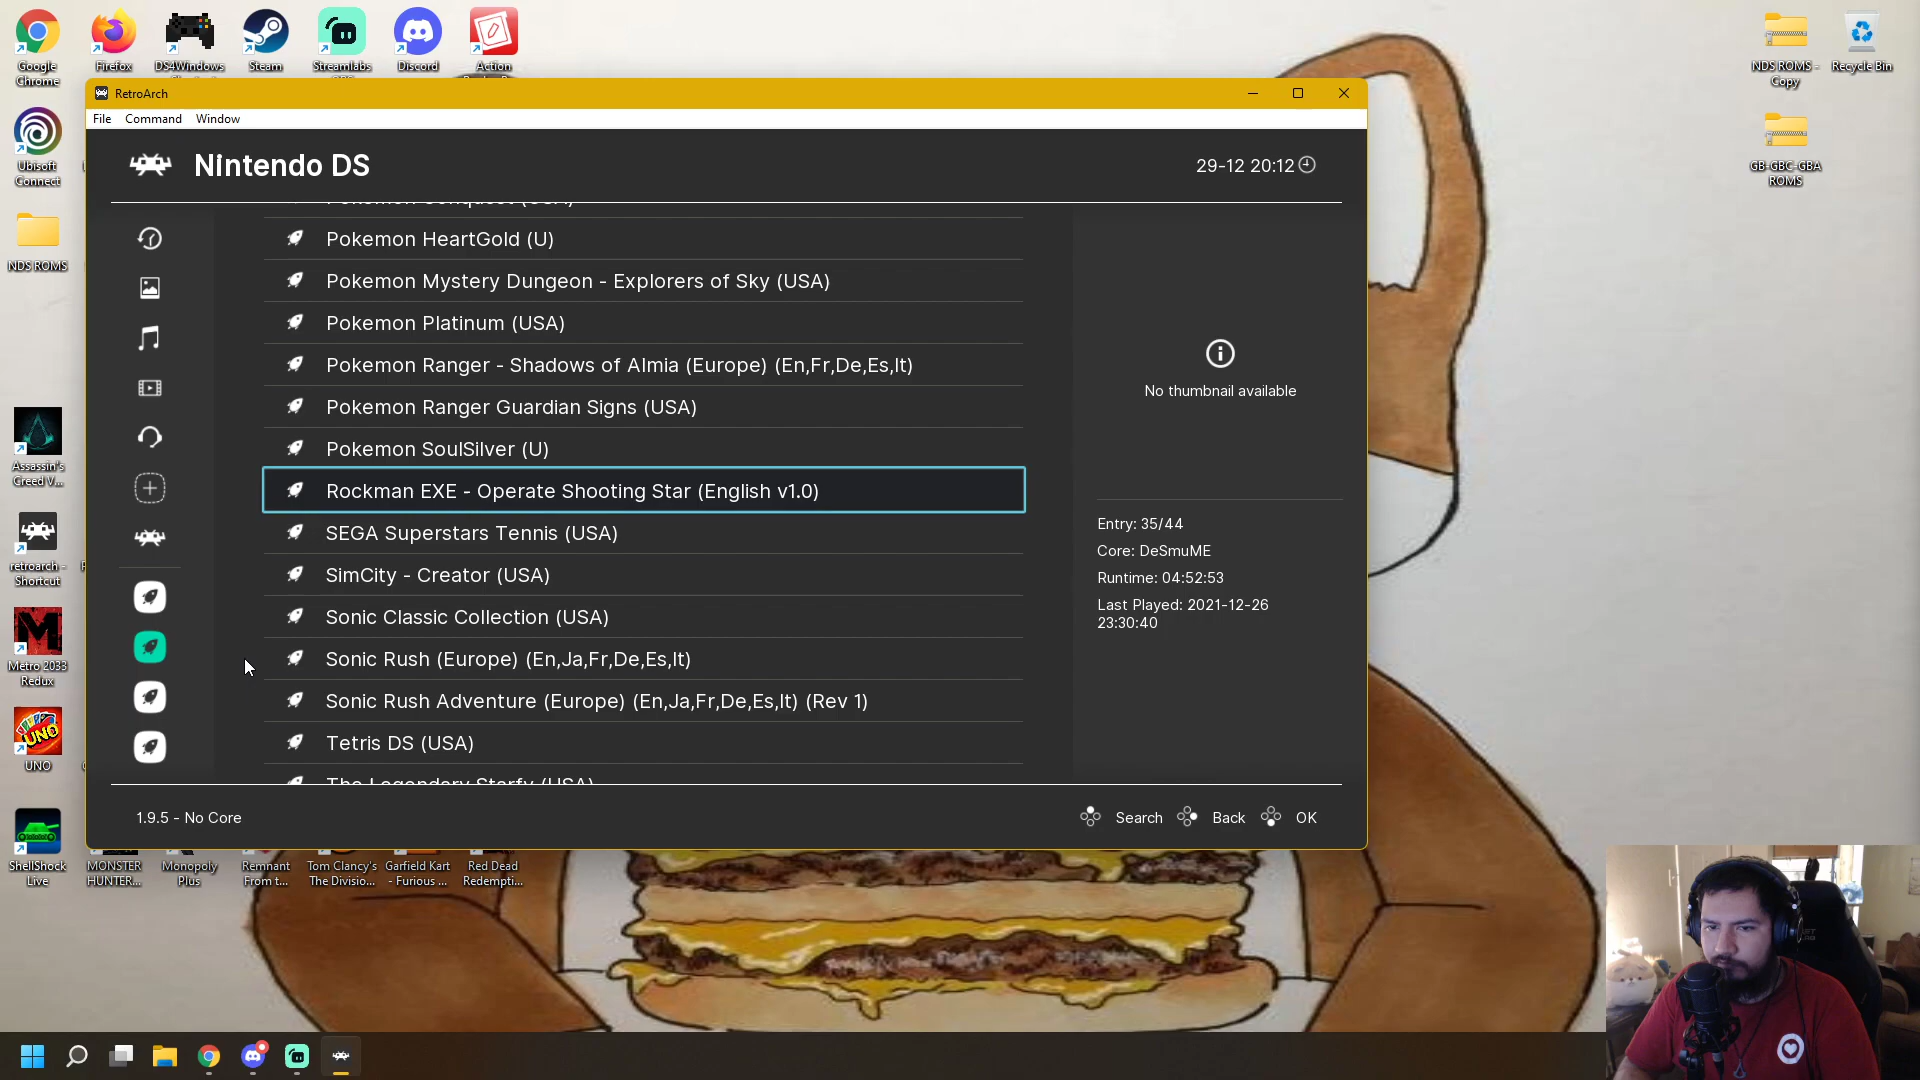 Google
Chrome
Firefox
DS4Windows
Steam
Streamlabs
Discord
Action
NDS ROMS -
Copy
Recycle Bin
RetroArch
File Command Window
Ubisoft
Connect
Nintendo DS
29-12 20:12
GB-GBC-GBA
ROMS
NDS ROMS
Pokemon Conquest (USA)
Pokemon HeartGold (U)
Pokemon Mystery Dungeon - Explorers of Sky (USA)
Pokemon Platinum (USA)
Pokemon Ranger - Shadows of Almia (Europe) (En,Fr,De,Es,It)
Pokemon Ranger Guardian Signs (USA)
Pokemon SoulSilver (U)
Rockman EXE - Operate Shooting Star (English v1.0)
SEGA Superstars Tennis (USA)
SimCity - Creator (USA)
Sonic Classic Collection (USA)
Sonic Rush (Europe) (En,Ja,Fr,De,Es,It)
Sonic Rush Adventure (Europe) (En,Ja,Fr,De,Es,It) (Rev 1)
Tetris DS (USA)
The Legendary Starfy (USA)
No thumbnail available
Entry: 35/44
Core: DeSmuME
Runtime: 04:52:53
Last Played: 2021-12-26
23:30:40
Assassin's
Creed V...
retroarch -
Shortcut
Metro 2033
Redux
UNO
UNO
1.9.5 - No Core
Search Back OK
ShellShock
Live
MONSTER
HUNTER...
Monopoly
Plus
Remnant
From t...
Tom Clancy's
The Divisio...
Garfield Kart
- Furious ...
Red Dead
Redempti...